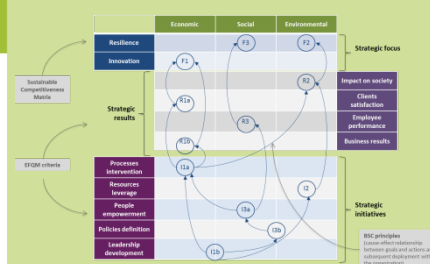 Economic Social Environmental
Resilience F3 F2 Strategic focus
Innovation F1
Sustainable
Competitiveness
Matrix
R2 Impact on society
Strategic
results
R1a Clients
satisfaction
R3 Employee
performance
R1b Business results
EFQM criteria
Processes
intervention
I1a
Resources
leverage
I2
People
empowerment
I3a
Strategic
initiatives
Policies definition I3b
Leadership
development
I1b
BSC principles
(cause-effect relationship
between goals and actions and
subsequent deployment within
the organization)